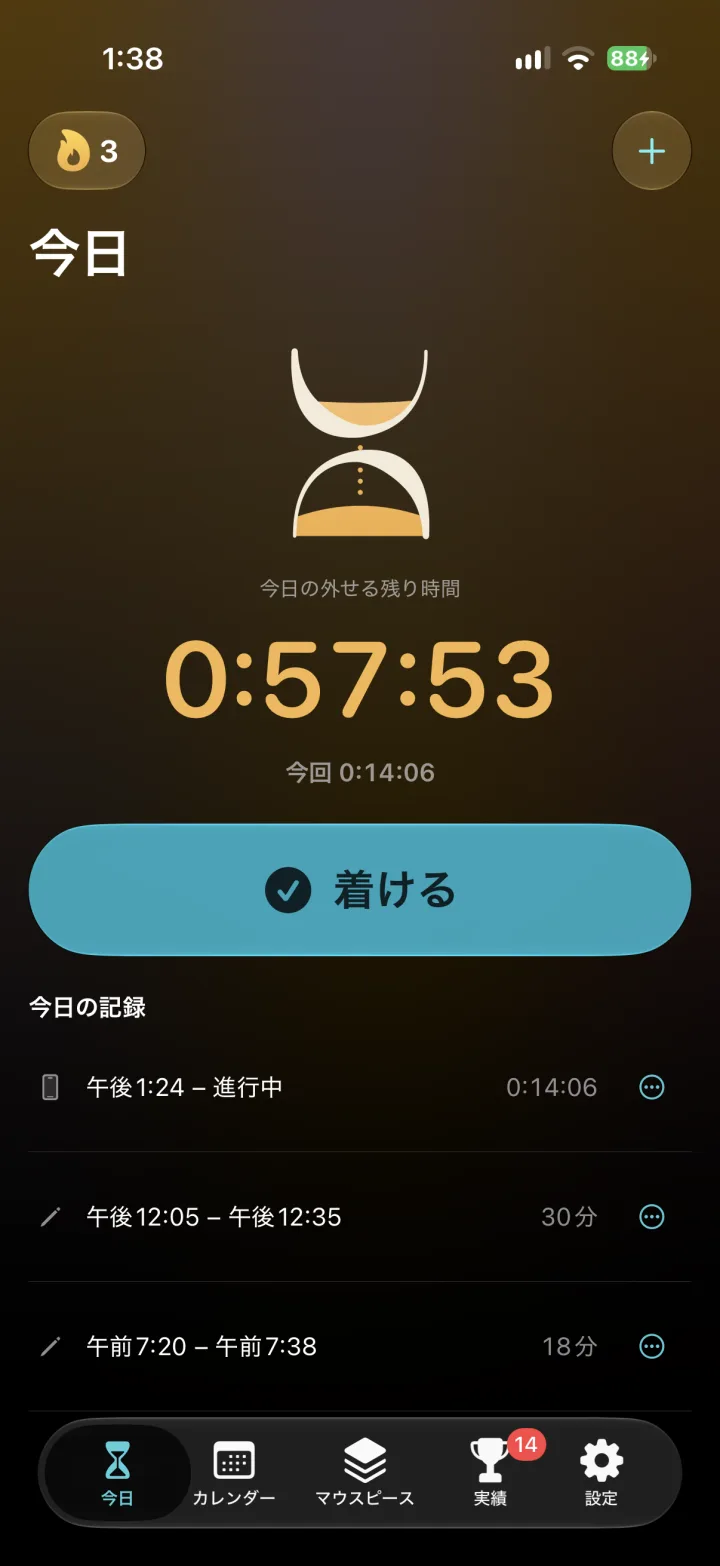 1:38
88
3
今日
今日の外せる残り時間
0:57:53
今回 0:14:06
着ける
今日の記録
午後1:24 – 進行中 0:14:06
午後12:05 – 午後12:35 30分
午前7:20 – 午前7:38 18分
14
今日 カレンダー マウスピース 実績 設定